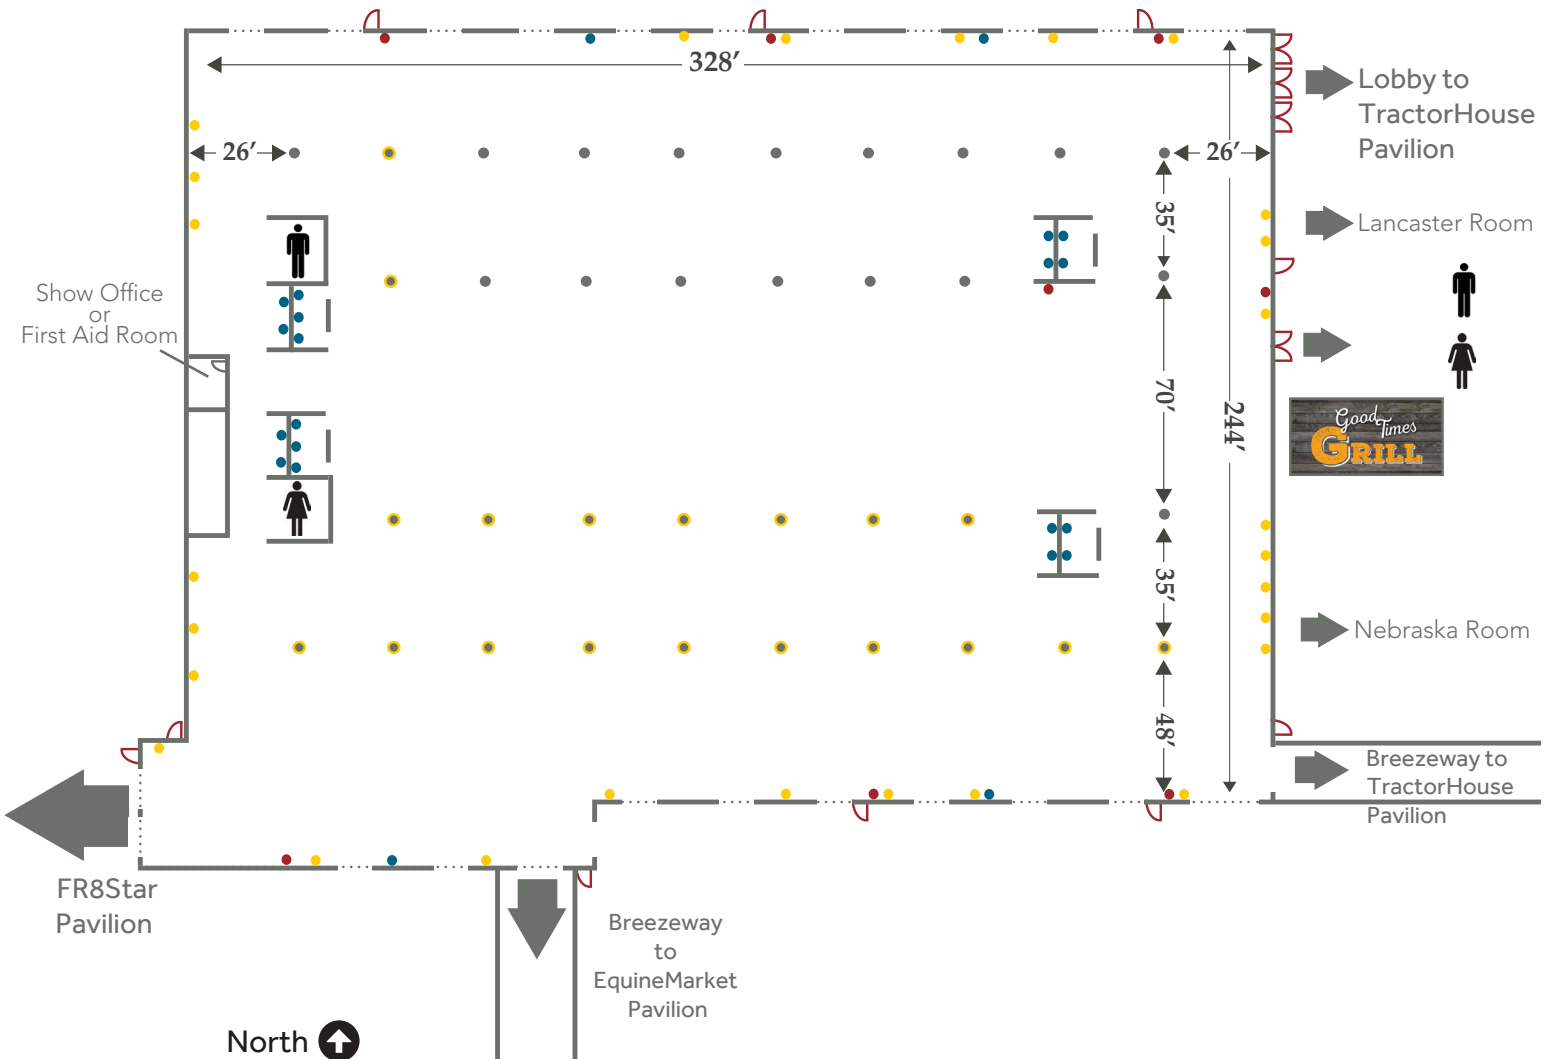 328′
Lobby to
TractorHouse
Pavilion
26′
26′
35′
Lancaster Room
Show Office
or
First Aid Room
70′
244′
Good
Times
GRILL
35′
Nebraska Room
48′
Breezeway to
TractorHouse
Pavilion
FR8Star
Pavilion
Breezeway
to
EquineMarket
Pavilion
North